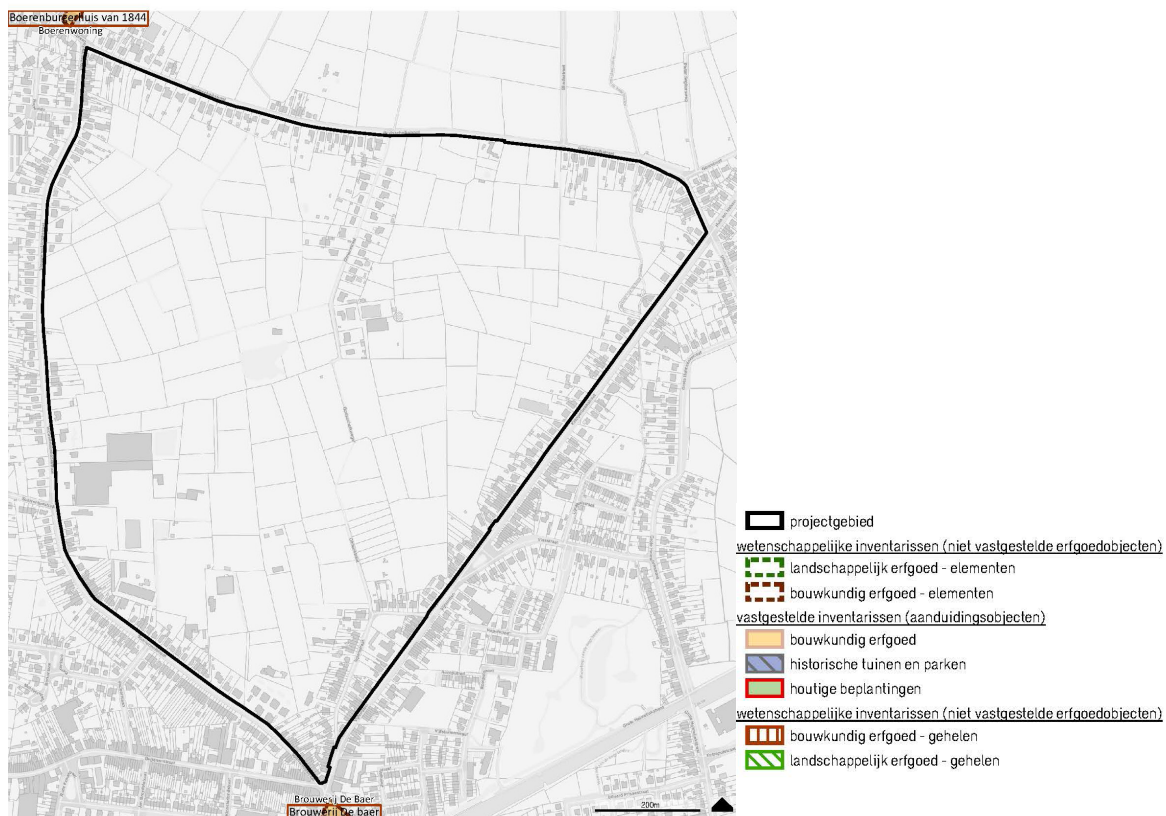 Boerenburgerhuis van 1844
Boerenwoning
Brouwerij De Baer
Brouwerij De baer
200m
projectgebied
wetenschappelijke inventarissen (niet vastgestelde erfgoedobjecten)
landschappelijk erfgoed - elementen
bouwkundig erfgoed - elementen
vastgestelde inventarissen (aanduidingsobjecten)
bouwkundig erfgoed
historische tuinen en parken
houtige beplantingen
wetenschappelijke inventarissen (niet vastgestelde erfgoedobjecten)
bouwkundig erfgoed - gehelen
landschappelijk erfgoed - gehelen